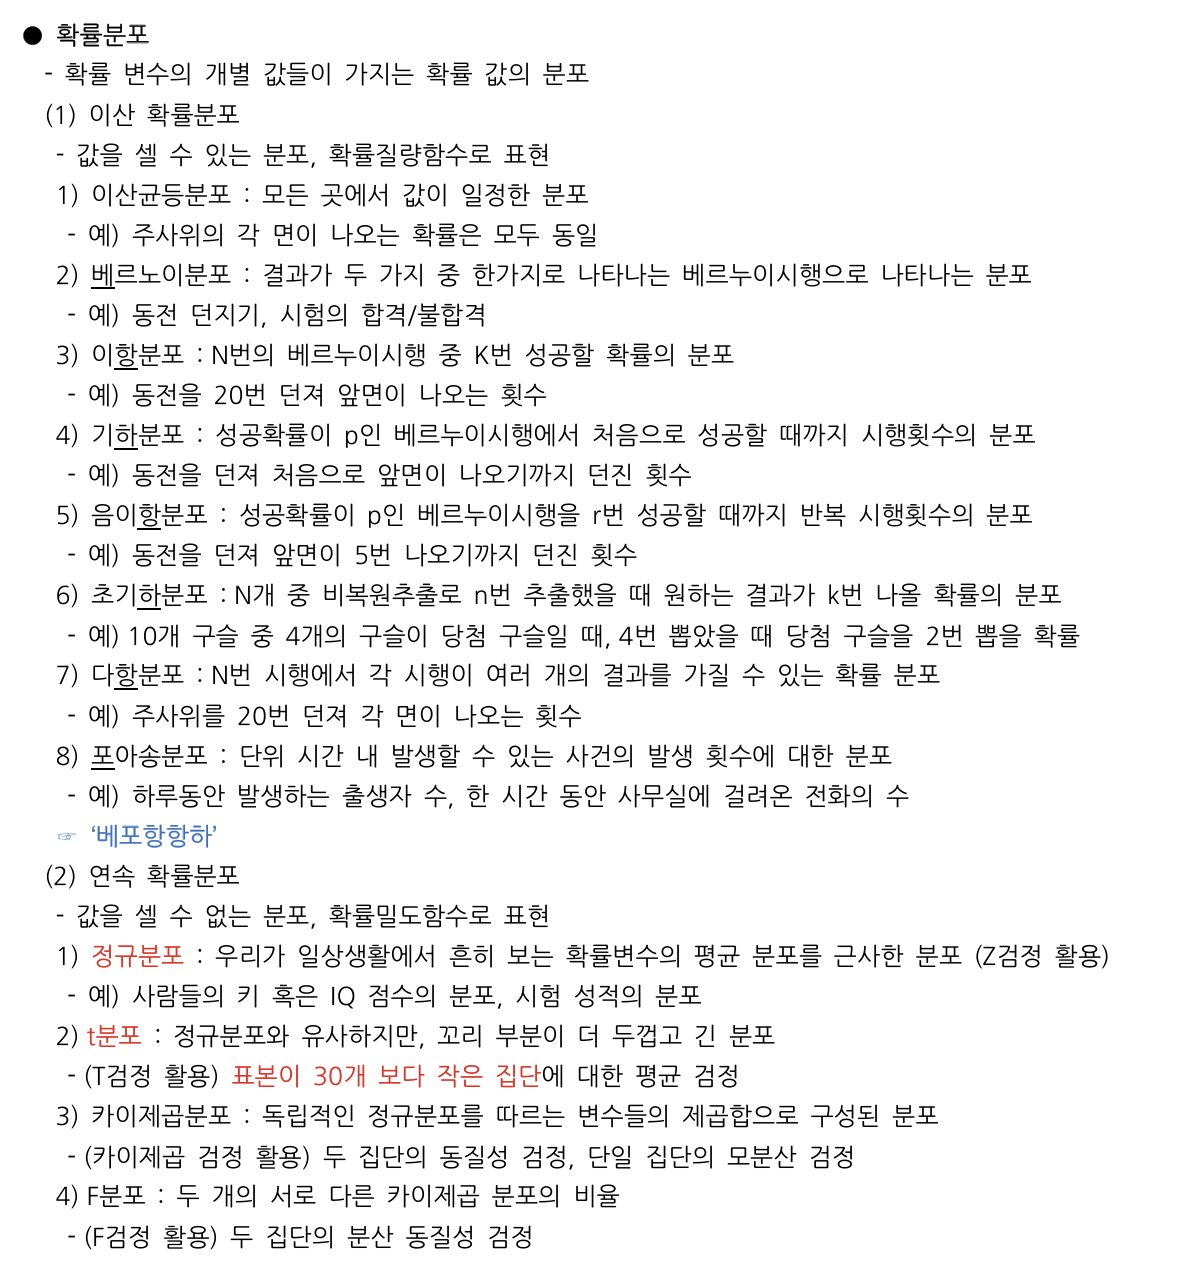 ● 확률분포
- 확률 변수의 개별 값들이 가지는 확률 값의 분포
(1) 이산 확률분포
- 값을 셀 수 있는 분포, 확률질량함수로 표현
1) 이산균등분포 : 모든 곳에서 값이 일정한 분포
- 예) 주사위의 각 면이 나오는 확률은 모두 동일
2) 베르노이분포 : 결과가 두 가지 중 한가지로 나타나는 베르누이시행으로 나타나는 분포
- 예) 동전 던지기, 시험의 합격/불합격
3) 이항분포 : N번의 베르누이시행 중 K번 성공할 확률의 분포
- 예) 동전을 20번 던져 앞면이 나오는 횟수
4) 기하분포 : 성공확률이 p인 베르누이시행에서 처음으로 성공할 때까지 시행횟수의 분포
- 예) 동전을 던져 처음으로 앞면이 나오기까지 던진 횟수
5) 음이항분포 : 성공확률이 p인 베르누이시행을 r번 성공할 때까지 반복 시행횟수의 분포
- 예) 동전을 던져 앞면이 5번 나오기까지 던진 횟수
6) 초기하분포 : N개 중 비복원추출로 n번 추출했을 때 원하는 결과가 k번 나올 확률의 분포
- 예) 10개 구슬 중 4개의 구슬이 당첨 구슬일 때, 4번 뽑았을 때 당첨 구슬을 2번 뽑을 확률
7) 다항분포 : N번 시행에서 각 시행이 여러 개의 결과를 가질 수 있는 확률 분포
- 예) 주사위를 20번 던져 각 면이 나오는 횟수
8) 포아송분포 : 단위 시간 내 발생할 수 있는 사건의 발생 횟수에 대한 분포
- 예) 하루동안 발생하는 출생자 수, 한 시간 동안 사무실에 걸려온 전화의 수
☞ ‘베포항항하’
(2) 연속 확률분포
- 값을 셀 수 없는 분포, 확률밀도함수로 표현
1) 정규분포 : 우리가 일상생활에서 흔히 보는 확률변수의 평균 분포를 근사한 분포 (Z검정 활용)
- 예) 사람들의 키 혹은 IQ 점수의 분포, 시험 성적의 분포
2) t분포 : 정규분포와 유사하지만, 꼬리 부분이 더 두껍고 긴 분포
- (T검정 활용) 표본이 30개 보다 작은 집단에 대한 평균 검정
3) 카이제곱분포 : 독립적인 정규분포를 따르는 변수들의 제곱합으로 구성된 분포
- (카이제곱 검정 활용) 두 집단의 동질성 검정, 단일 집단의 모분산 검정
4) F분포 : 두 개의 서로 다른 카이제곱 분포의 비율
- (F검정 활용) 두 집단의 분산 동질성 검정